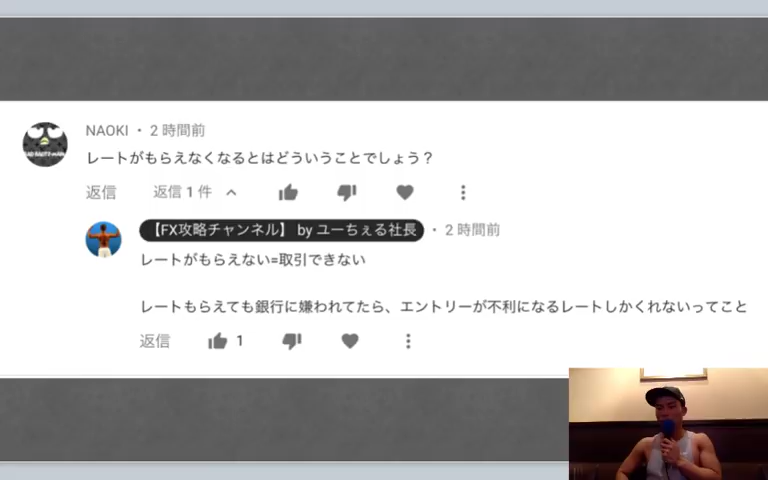 NAOKI ・ 2 時間前
レートがもらえなくなるとはどういうことでしょう？
返信 返信 1 件
【FX攻略チャンネル】 by ユーちぇる社長 ・ 2 時間前
レートがもらえない=取引できない
レートもらえても銀行に嫌われてたら、エントリーが不利になるレートしかくれないってこと
返信 1